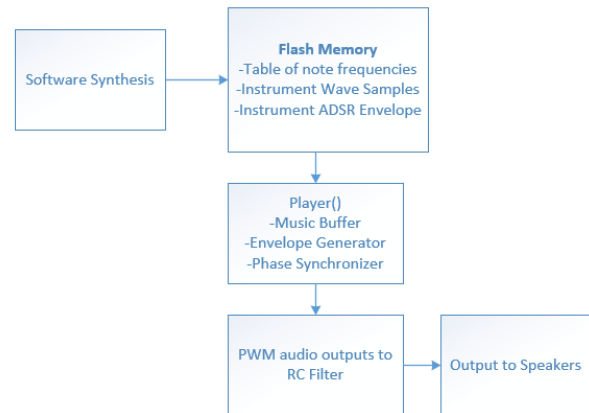 Software Synthesis
Flash Memory
-Table of note frequencies
-Instrument Wave Samples
-Instrument ADSR Envelope
Player()
-Music Buffer
-Envelope Generator
-Phase Synchronizer
PWM audio outputs to
RC Filter
Output to Speakers